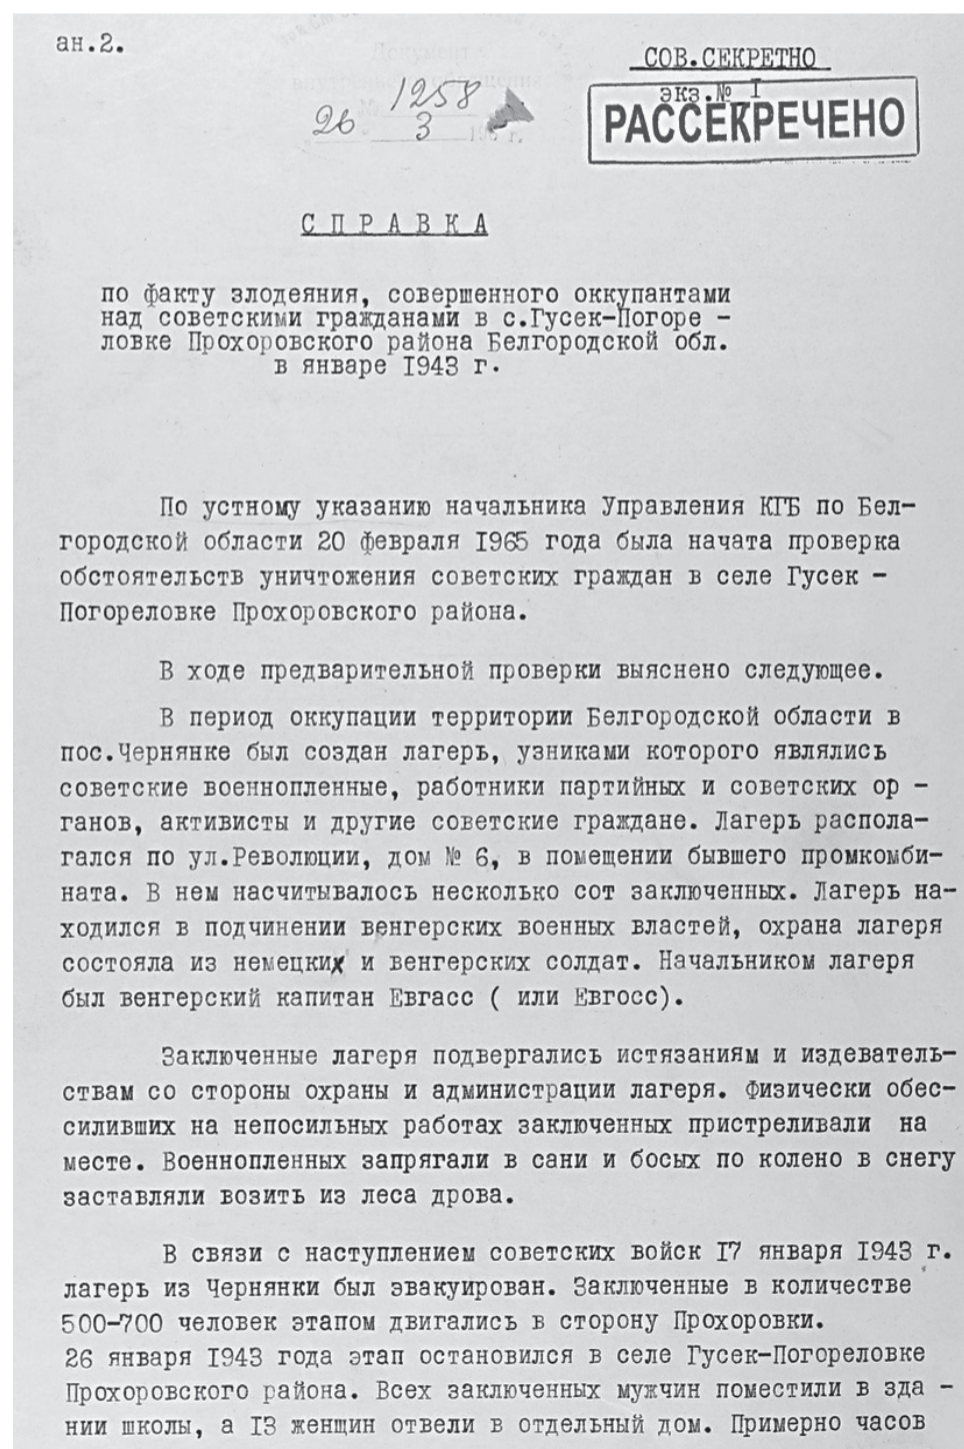 ан.2.
Документ
внутреннего обращения
СОВ.СЕКРЕТНО
экз.№ I
РАССЕКРЕЧЕНО
№ 1258
26 3 196 г.
С П Р А В К А
по факту злодеяния, совершенного оккупантами
над советскими гражданами в с.Гусек-Погоре -
ловке Прохоровского района Белгородской обл.
в январе I943 г.
По устному указанию начальника Управления КГБ по Бел-
городской области 20 февраля I965 года была начата проверка
обстоятельств уничтожения советских граждан в селе Гусек -
Погореловке Прохоровского района.
В ходе предварительной проверки выяснено следующее.
В период оккупации территории Белгородской области в
пос.Чернянке был создан лагерь, узниками которого являлись
советские военнопленные, работники партийных и советских ор -
ганов, активисты и другие советские граждане. Лагерь распола-
гался по ул.Революции, дом № 6, в помещении бывшего промкомби-
ната. В нем насчитывалось несколько сот заключенных. Лагерь на-
ходился в подчинении венгерских военных властей, охрана лагеря
состояла из немецких и венгерских солдат. Начальником лагеря
был венгерский капитан Евгасс ( или Евгосс).
Заключенные лагеря подвергались истязаниям и издеватель-
ствам со стороны охраны и администрации лагеря. Физически обес-
силивших на непосильных работах заключенных пристреливали на
месте. Военнопленных запрягали в сани и босых по колено в снегу
заставляли возить из леса дрова.
В связи с наступлением советских войск I7 января I943 г.
лагерь из Чернянки был эвакуирован. Заключенные в количестве
500-700 человек этапом двигались в сторону Прохоровки.
26 января I943 года этап остановился в селе Гусек-Погореловке
Прохоровского района. Всех заключенных мужчин поместили в зда -
нии школы, а I3 женщин отвели в отдельный дом. Примерно часов